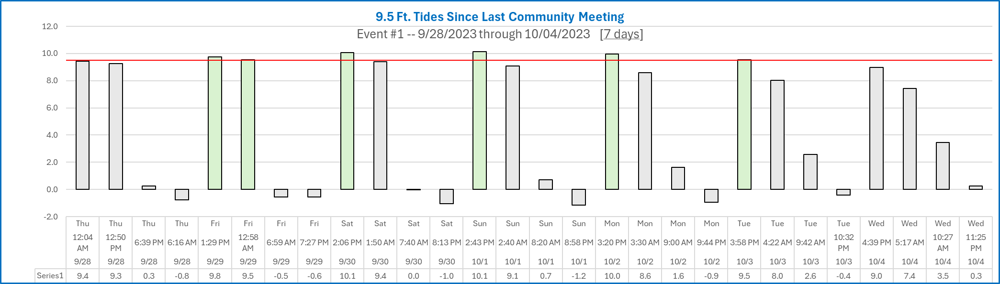 9.5 Ft. Tides Since Last Community Meeting
Event #1 -- 9/28/2023 through 10/04/2023 [7 days]
12.0
10.0
8.0
6.0
4.0
2.0
0.0
-2.0
Thu Thu Thu Thu Fri Fri Fri Fri Sat Sat Sat Sat Sun Sun Sun Sun Mon Mon Mon Mon Tue Tue Tue Tue Wed Wed Wed Wed
12:04 AM 12:50 PM 6:39 PM 6:16 AM 1:29 PM 12:58 AM 6:59 AM 7:27 PM 2:06 PM 1:50 AM 7:40 AM 8:13 PM 2:43 PM 2:40 AM 8:20 AM 8:58 PM 3:20 PM 3:30 AM 9:00 AM 9:44 PM 3:58 PM 4:22 AM 9:42 AM 10:32 PM 4:39 PM 5:17 AM 10:27 AM 11:25 PM
9/28 9/28 9/28 9/28 9/29 9/29 9/29 9/29 9/30 9/30 9/30 9/30 10/1 10/1 10/1 10/1 10/2 10/2 10/2 10/2 10/3 10/3 10/3 10/3 10/4 10/4 10/4 10/4
Series1 9.4 9.3 0.3 -0.8 9.8 9.5 -0.5 -0.6 10.1 9.4 0.0 -1.0 10.1 9.1 0.7 -1.2 10.0 8.6 1.6 -0.9 9.5 8.0 2.6 -0.4 9.0 7.4 3.5 0.3